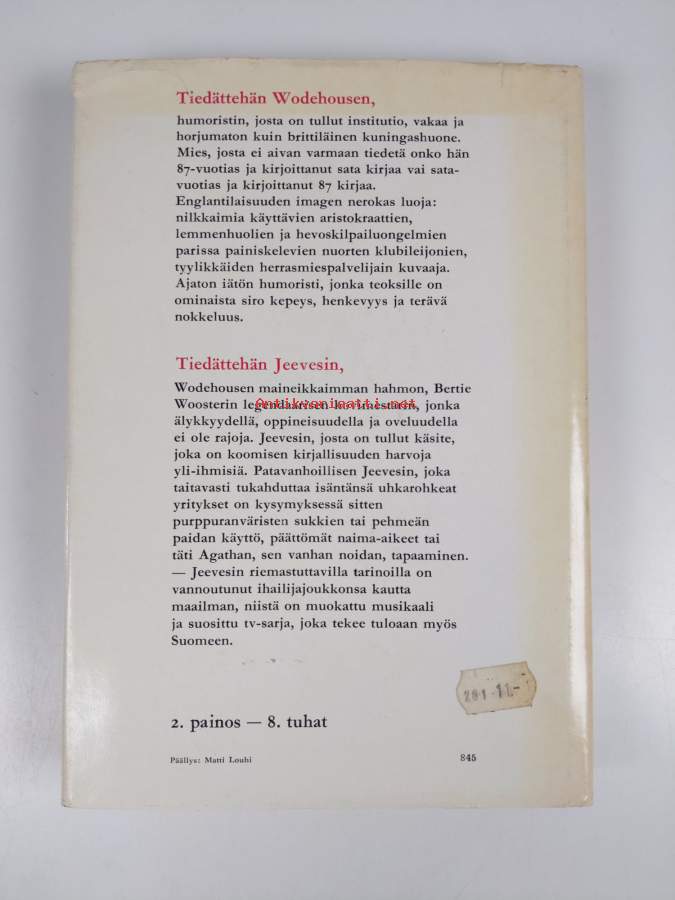 Tiedättehän Wodehousen,
humoristin, josta on tullut institutio, vakaa ja
horjumaton kuin brittiläinen kuningashuone.
Mies, josta ei aivan varmaan tiedetä onko hän
87-vuotias ja kirjoittanut sata kirjaa vai sata-
vuotias ja kirjoittanut 87 kirjaa.
Englantilaisuuden imagen nerokas luoja:
nilkkaimia käyttävien aristokraattien,
lemmenhuolien ja hevoskilpailuongelmien
parissa painiskelevien nuorten klubileijonien,
tyylikkäiden herrasmiespalvelijain kuvaaja.
Ajaton iätön humoristi, jonka teoksille on
ominaista siro kepeys, henkevyys ja terävä
nokkeluus.
Tiedättehän Jeevesin,
Wodehousen maineikkaimman hahmon, Bertie
Woosterin legendaarisen hovimestarin, jonka
Antikvariaatti.net
älykkyydellä, oppineisuudella ja oveluudella
ei ole rajoja. Jeevesin, josta on tullut käsite,
joka on koomisen kirjallisuuden harvoja
yli-ihmisiä. Patavanhoillisen Jeevesin, joka
taitavasti tukahduttaa isäntänsä uhkarohkeat
yritykset on kysymyksessä sitten
purppuranväristen sukkien tai pehmeän
paidan käyttö, päättömät naima-aikeet tai
täti Agathan, sen vanhan noidan, tapaaminen.
— Jeevesin riemastuttavilla tarinoilla on
vannoutunut ihailijajoukkonsa kautta
maailman, niistä on muokattu musikaali
ja suosittu tv-sarja, joka tekee tuloaan myös
Suomeen.
281 11-
2. painos — 8. tuhat
Päällys: Matti Louhi 845